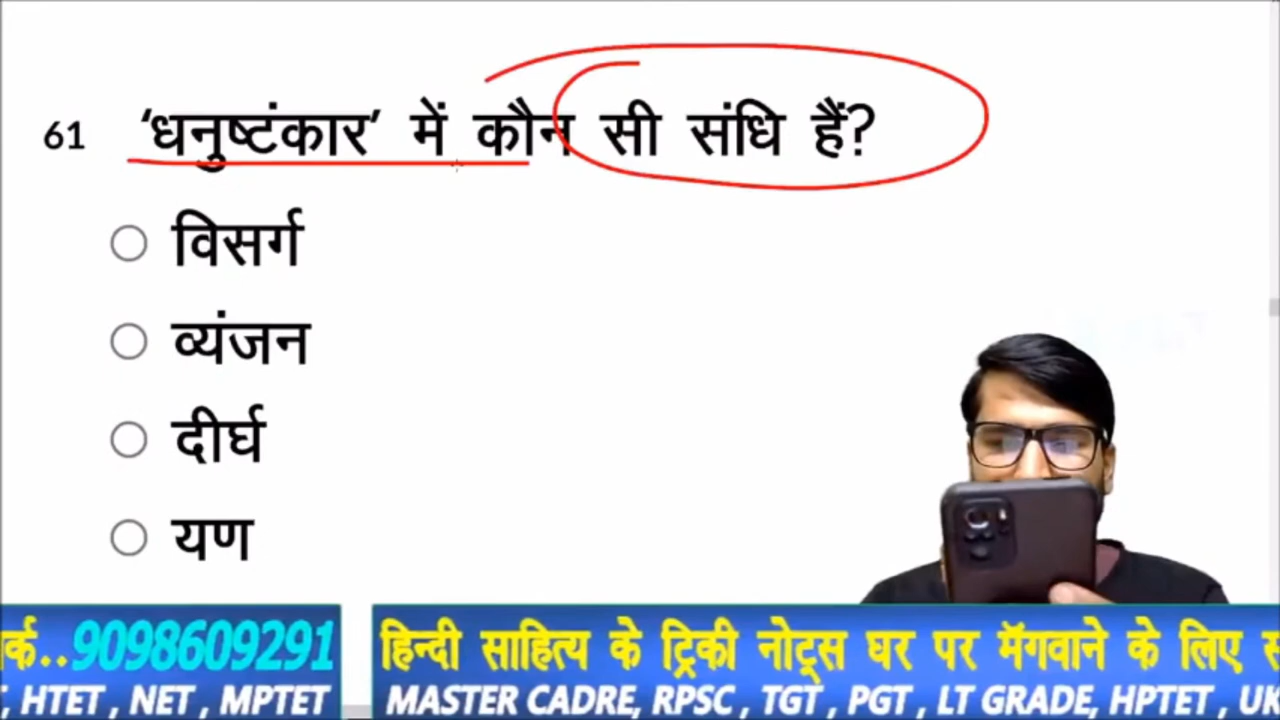 61 ‘धनुष्टंकार’ में कौन सी संधि हैं?
विसर्ग
व्यंजन
दीर्घ
यण
र्क..9098609291 हिन्दी साहित्य के ट्रिकी नोट्स घर पर मॅगवाने के लिए
, HTET , NET , MPTET MASTER CADRE, RPSC , TGT , PGT , LT GRADE, HPTET , UK